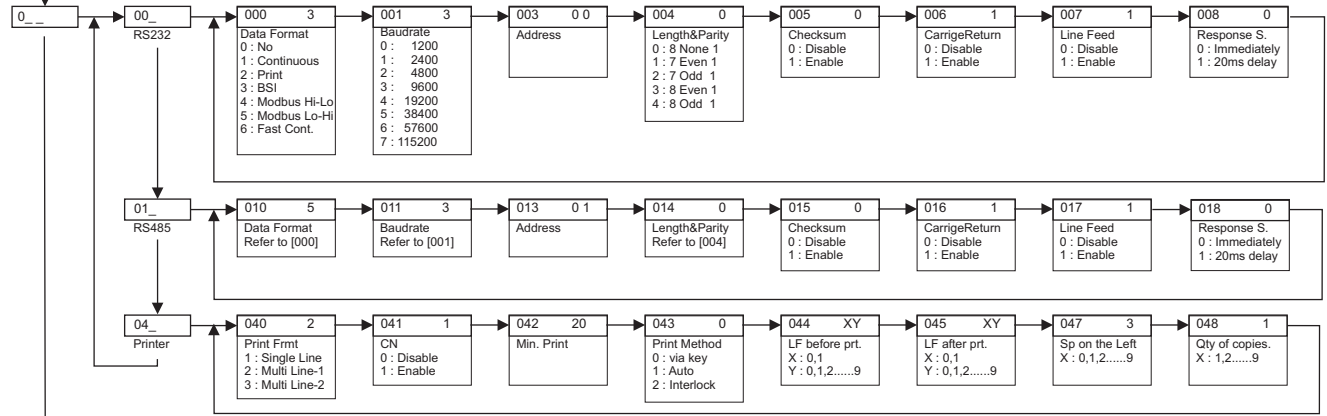 0_ _
00_
RS232
000 3
Data Format
0 : No
1 : Continuous
2 : Print
3 : BSI
4 : Modbus Hi-Lo
5 : Modbus Lo-Hi
6 : Fast Cont.
001 3
Baudrate
0 : 1200
1 : 2400
2 : 4800
3 : 9600
4 : 19200
5 : 38400
6 : 57600
7 : 115200
003 0 0
Address
004 0
Length&Parity
0 : 8 None 1
1 : 7 Even 1
2 : 7 Odd 1
3 : 8 Even 1
4 : 8 Odd 1
005 0
Checksum
0 : Disable
1 : Enable
006 1
CarrigeReturn
0 : Disable
1 : Enable
007 1
Line Feed
0 : Disable
1 : Enable
008 0
Response S.
0 : Immediately
1 : 20ms delay
01_
RS485
010 5
Data Format
Refer to [000]
011 3
Baudrate
Refer to [001]
013 0 1
Address
014 0
Length&Parity
Refer to [004]
015 0
Checksum
0 : Disable
1 : Enable
016 1
CarrigeReturn
0 : Disable
1 : Enable
017 1
Line Feed
0 : Disable
1 : Enable
018 0
Response S.
0 : Immediately
1 : 20ms delay
04_
Printer
040 2
Print Frmt
1 : Single Line
2 : Multi Line-1
3 : Multi Line-2
041 1
CN
0 : Disable
1 : Enable
042 20
Min. Print
043 0
Print Method
0 : via key
1 : Auto
2 : Interlock
044 XY
LF before prt.
X : 0,1
Y : 0,1,2......9
045 XY
LF after prt.
X : 0,1
Y : 0,1,2......9
047 3
Sp on the Left
X : 0,1,2......9
048 1
Qty of copies.
X : 1,2......9